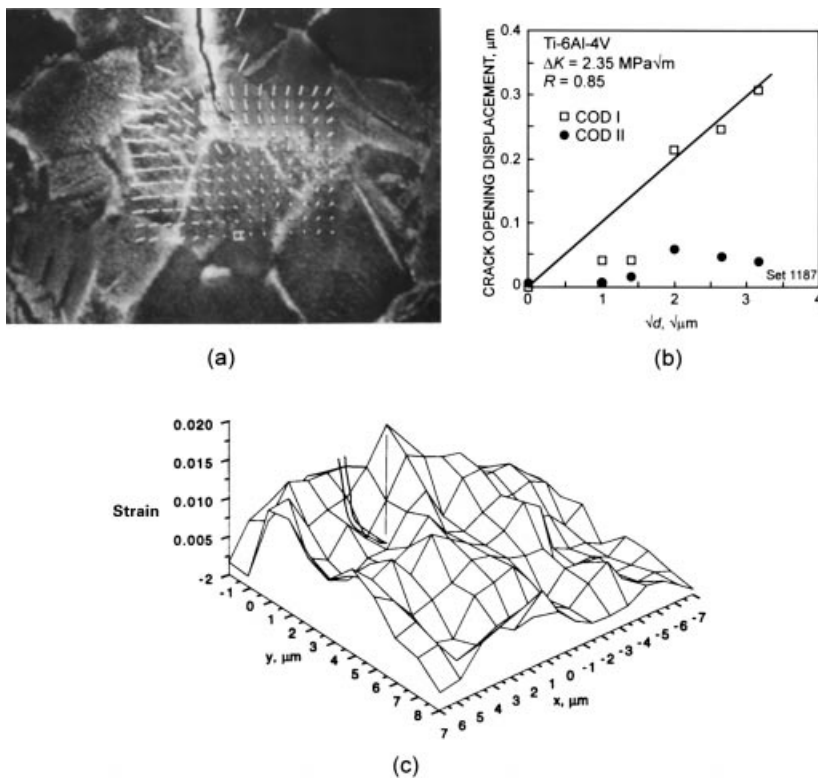 (a)
CRACK OPENING DISPLACEMENT, μm
0.4
0.3
0.2
0.1
0
Ti-6Al-4V
ΔK = 2.35 MPa√m
R = 0.85
□ COD I
● COD II
Set 1187
0 1 2 3 4
√d, √μm
(b)
Strain
0.020
0.015
0.010
0.005
-2
-1
0
1
2
3
4
5
6
7
8
y, μm
7 6 5 4 3 2 1 0 -1 -2 -3 -4 -5 -6 -7
x, μm
(c)